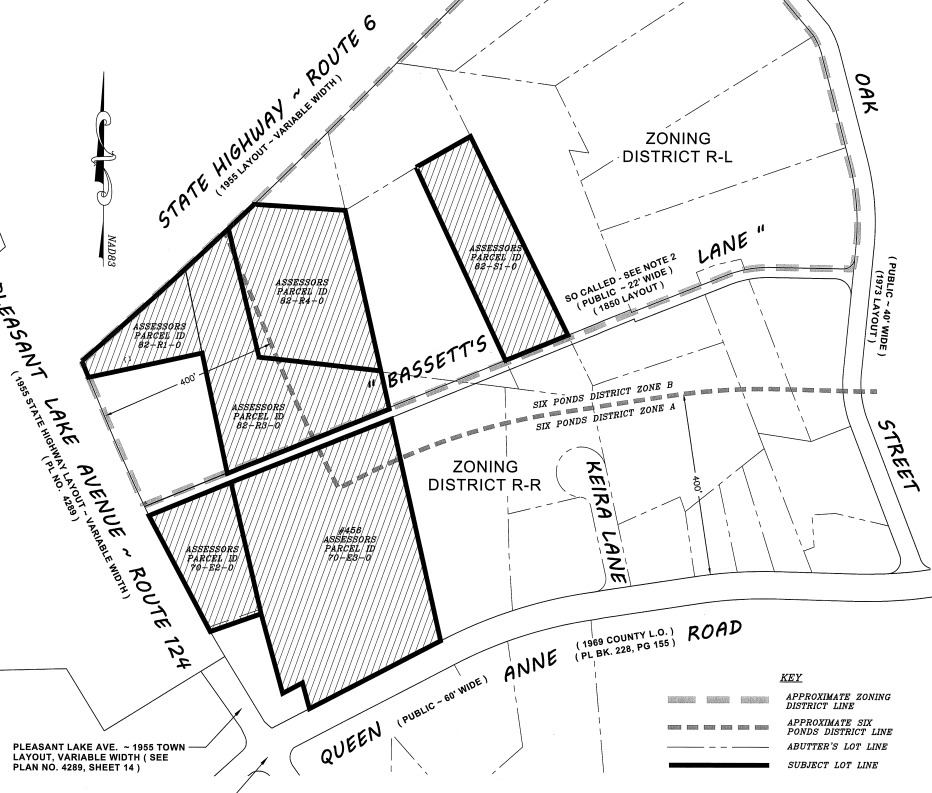 STATE HIGHWAY ~ ROUTE 6
( 1955 LAYOUT ~ VARIABLE WIDTH )
OAK
ZONING
DISTRICT R-L
NAD83
ASSESSORS
PARCEL ID
82-S1-0
LANE "
SO CALLED - SEE NOTE 2
( PUBLIC ~ 22' WIDE )
( 1850 LAYOUT )
ASSESSORS
PARCEL ID
82-R4-0
( PUBLIC ~ 40' WIDE )
(1973 LAYOUT)
ASSESSORS
PARCEL ID
82-R1-0
" BASSETT'S
400'
PLEASANT LAKE AVENUE ~ ROUTE 124
( 1955 STATE HIGHWAY LAYOUT ~ VARIABLE WIDTH )
( PL NO. 4289 )
ASSESSORS
PARCEL ID
82-R3-0
SIX PONDS DISTRICT ZONE B
SIX PONDS DISTRICT ZONE A
STREET
ZONING
DISTRICT R-R
KEIRA LANE
400'
#456
ASSESSORS
PARCEL ID
70-E3-0
ASSESSORS
PARCEL ID
70-E2-0
QUEEN
( PUBLIC ~ 60' WIDE )
ANNE
( 1969 COUNTY L.O. )
( PL BK. 228, PG 155 )
ROAD
KEY
APPROXIMATE ZONING
DISTRICT LINE
APPROXIMATE SIX
PONDS DISTRICT LINE
ABUTTER'S LOT LINE
SUBJECT LOT LINE
PLEASANT LAKE AVE. ~ 1955 TOWN
LAYOUT, VARIABLE WIDTH ( SEE
PLAN NO. 4289, SHEET 14 )